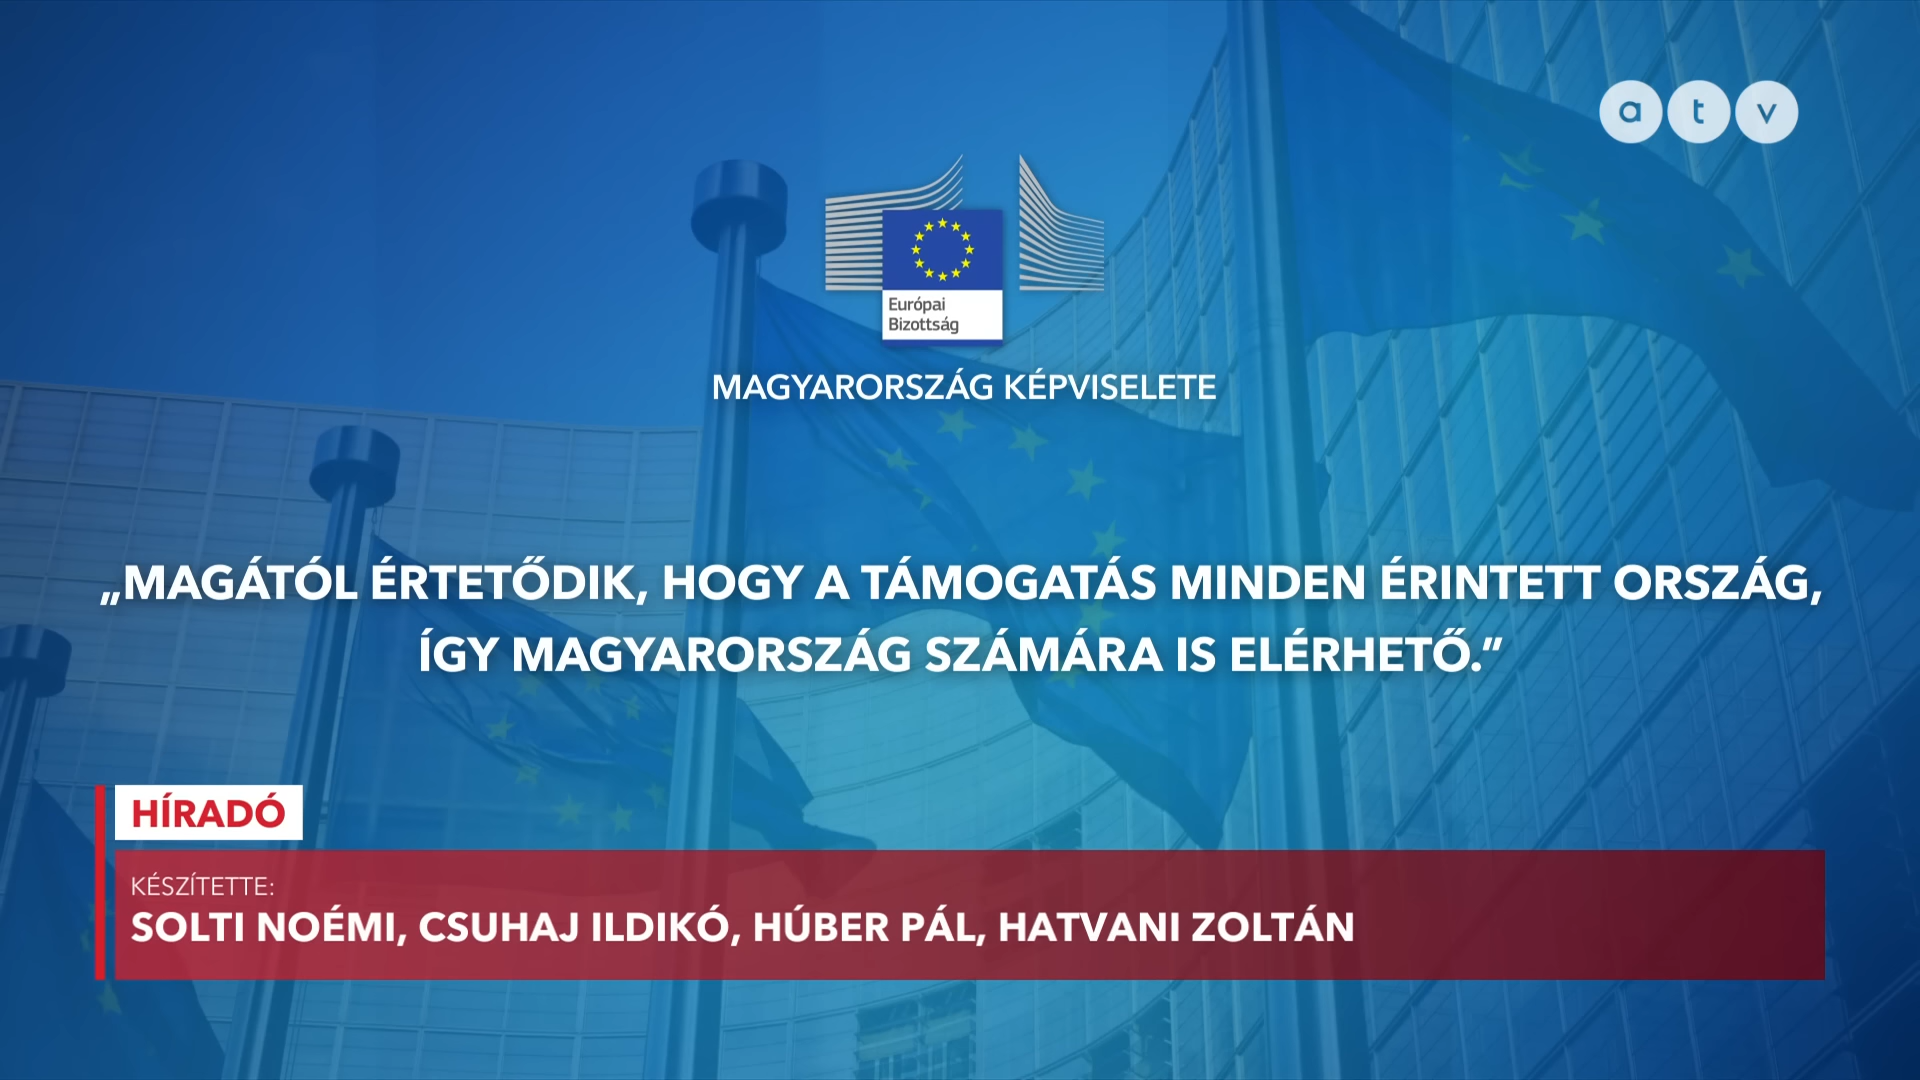 atv
Európai
Bizottság
MAGYARORSZÁG KÉPVISELETE
„MAGÁTÓL ÉRTETŐDIK, HOGY A TÁMOGATÁS MINDEN ÉRINTETT ORSZÁG,
ÍGY MAGYARORSZÁG SZÁMÁRA IS ELÉRHETŐ.”
HÍRADÓ
KÉSZÍTETTE:
SOLTI NOÉMI, CSUHAJ ILDIKÓ, HÚBER PÁL, HATVANI ZOLTÁN